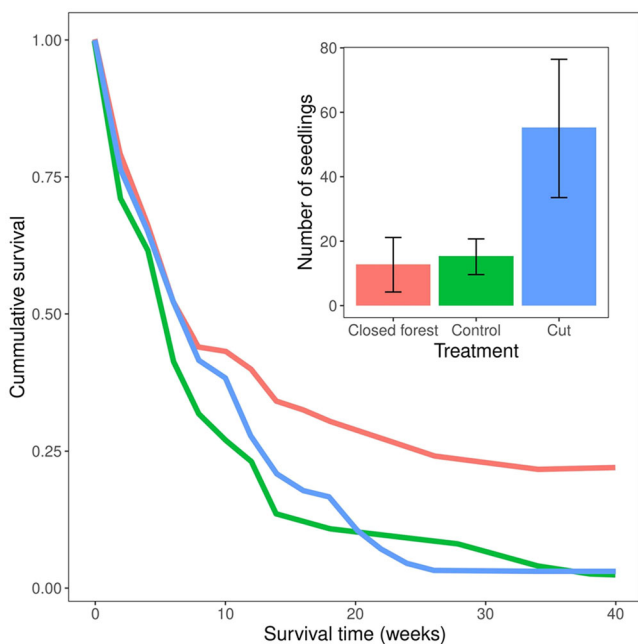 1.00
0.75
0.50
0.25
0.00
Cummulative survival
0
10
20
30
40
Survival time (weeks)
80
60
40
20
0
Number of seedlings
Closed forest
Control
Cut
Treatment